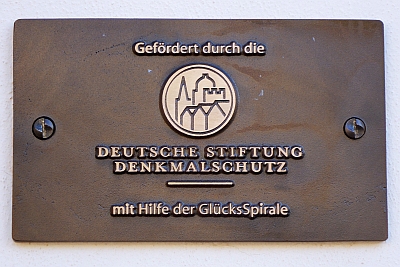 Gefördert durch die
DEUTSCHE STIFTUNG
DENKMALSCHUTZ
mit Hilfe der GlücksSpirale